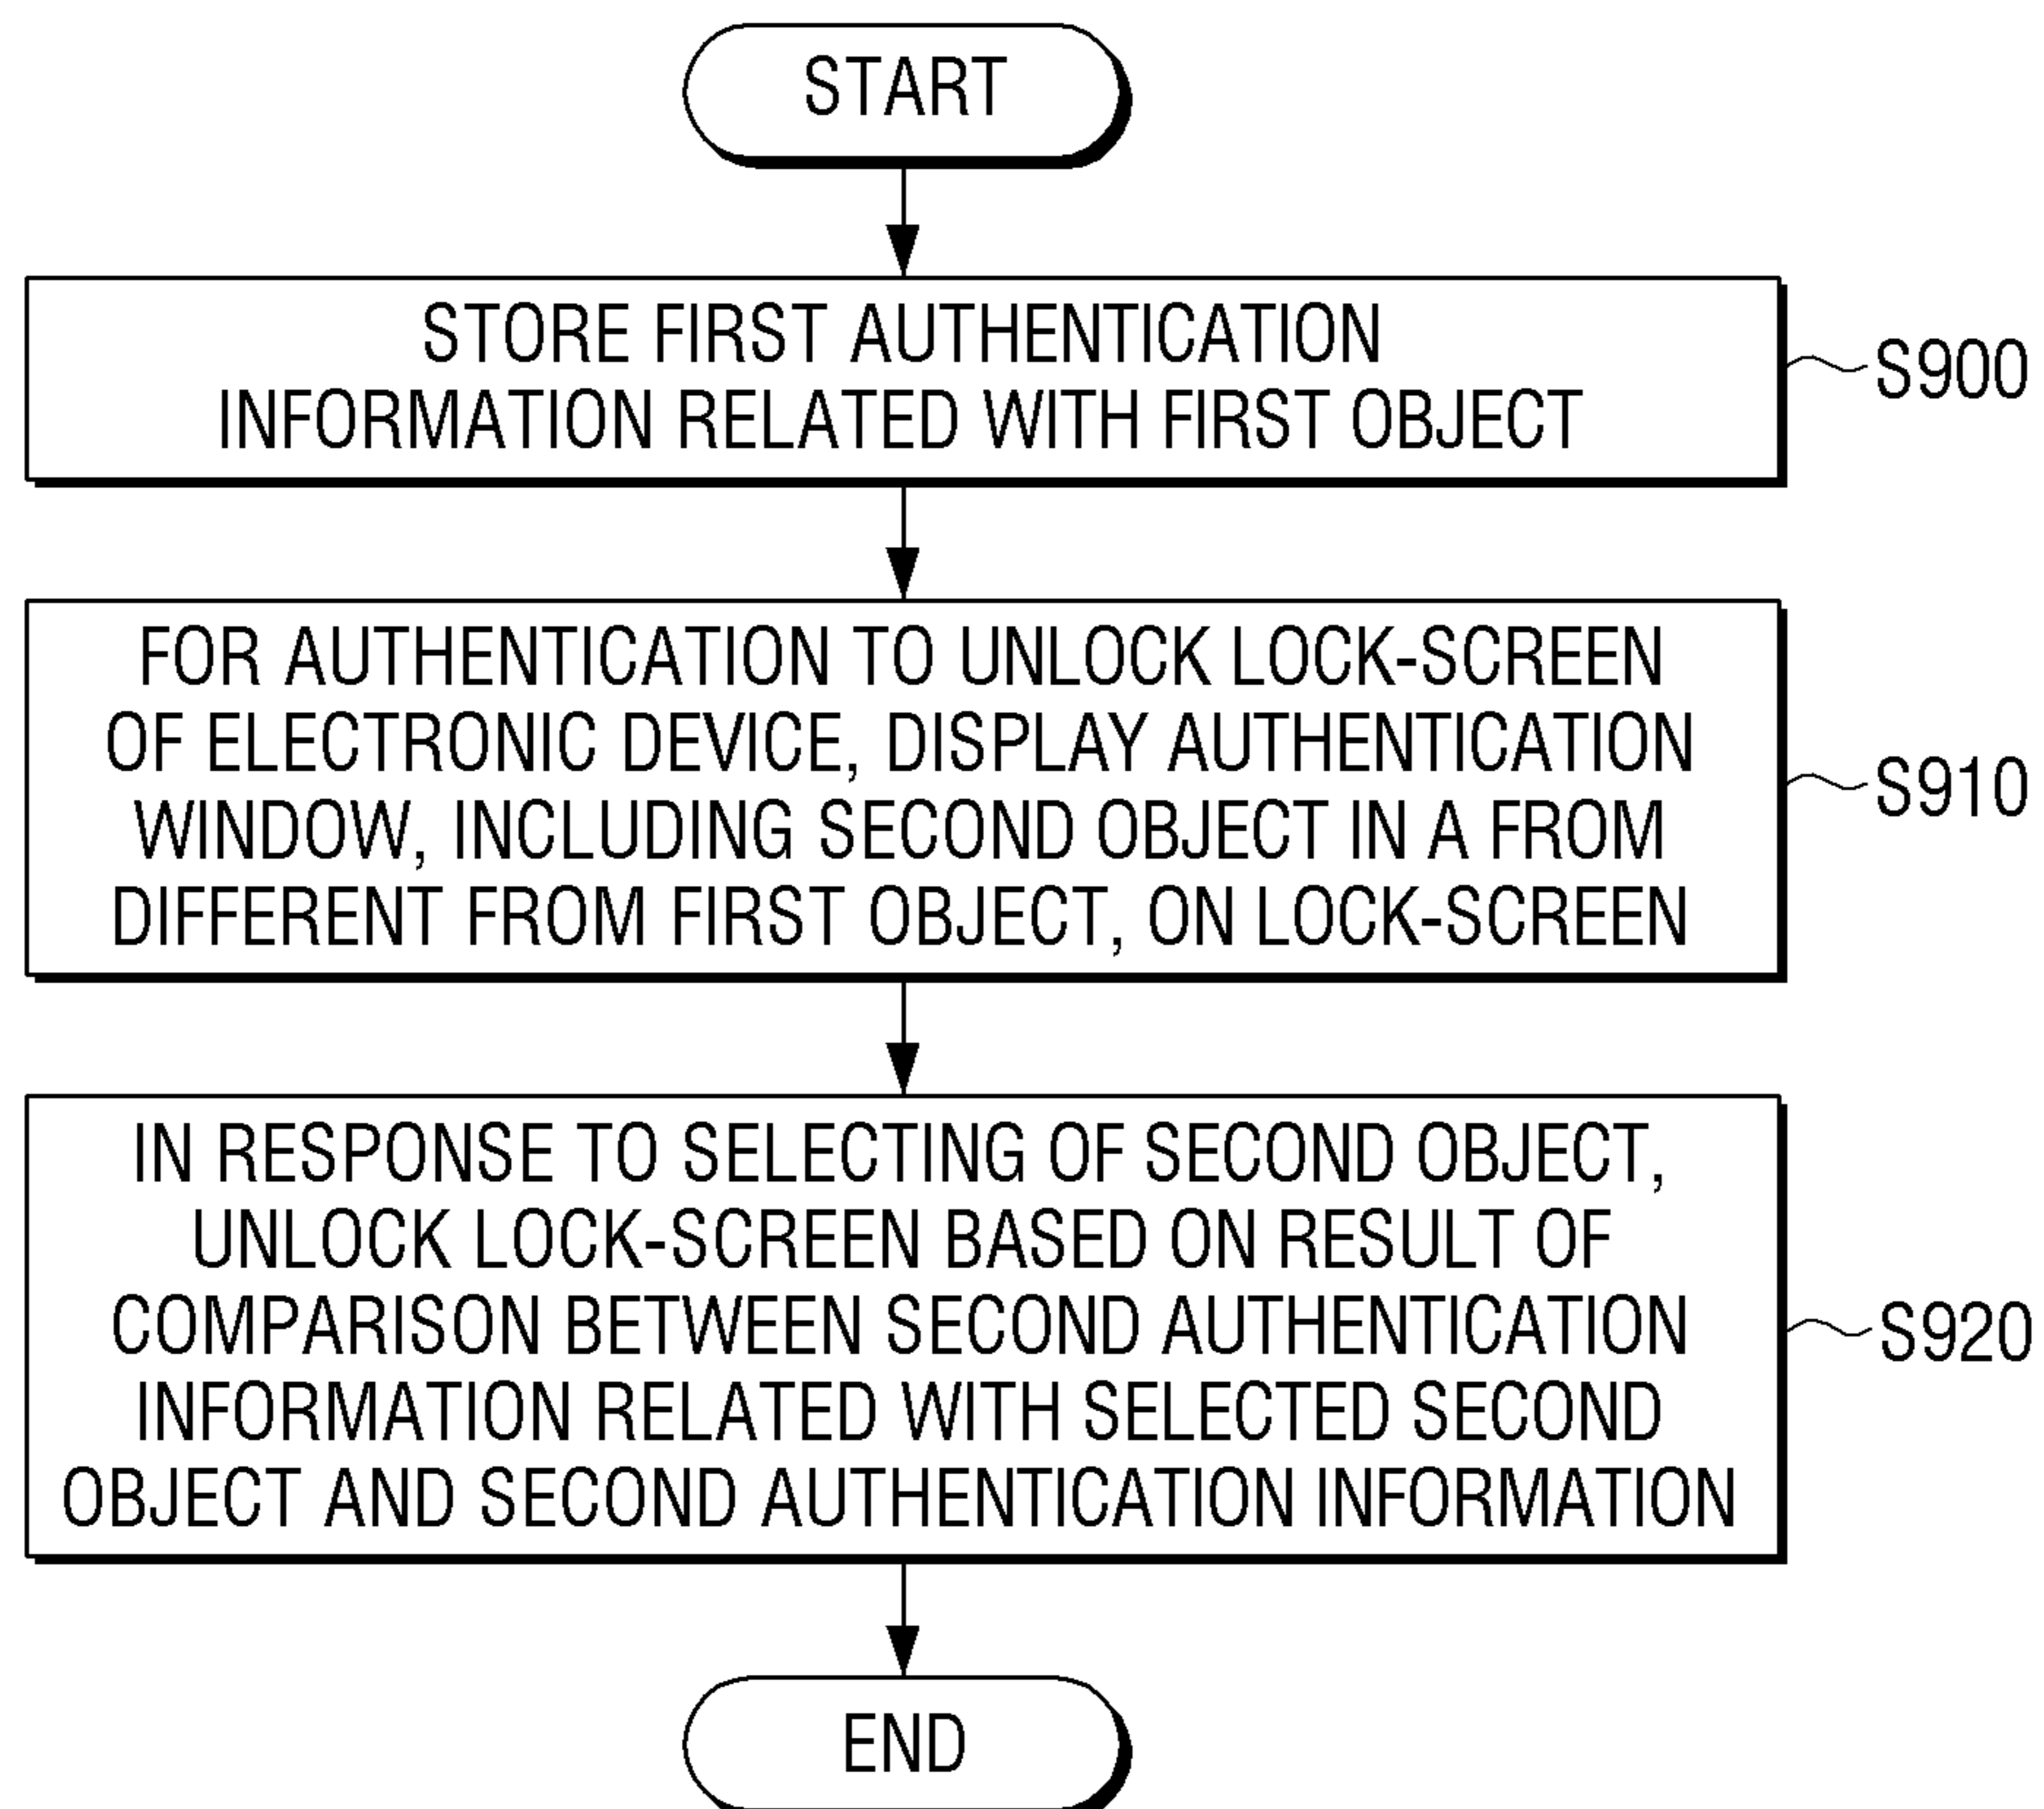 START
STORE FIRST AUTHENTICATION
INFORMATION RELATED WITH FIRST OBJECT
S900
FOR AUTHENTICATION TO UNLOCK LOCK-SCREEN
OF ELECTRONIC DEVICE, DISPLAY AUTHENTICATION
WINDOW, INCLUDING SECOND OBJECT IN A FROM
DIFFERENT FROM FIRST OBJECT, ON LOCK-SCREEN
S910
IN RESPONSE TO SELECTING OF SECOND OBJECT,
UNLOCK LOCK-SCREEN BASED ON RESULT OF
COMPARISON BETWEEN SECOND AUTHENTICATION
INFORMATION RELATED WITH SELECTED SECOND
OBJECT AND SECOND AUTHENTICATION INFORMATION
S920
END